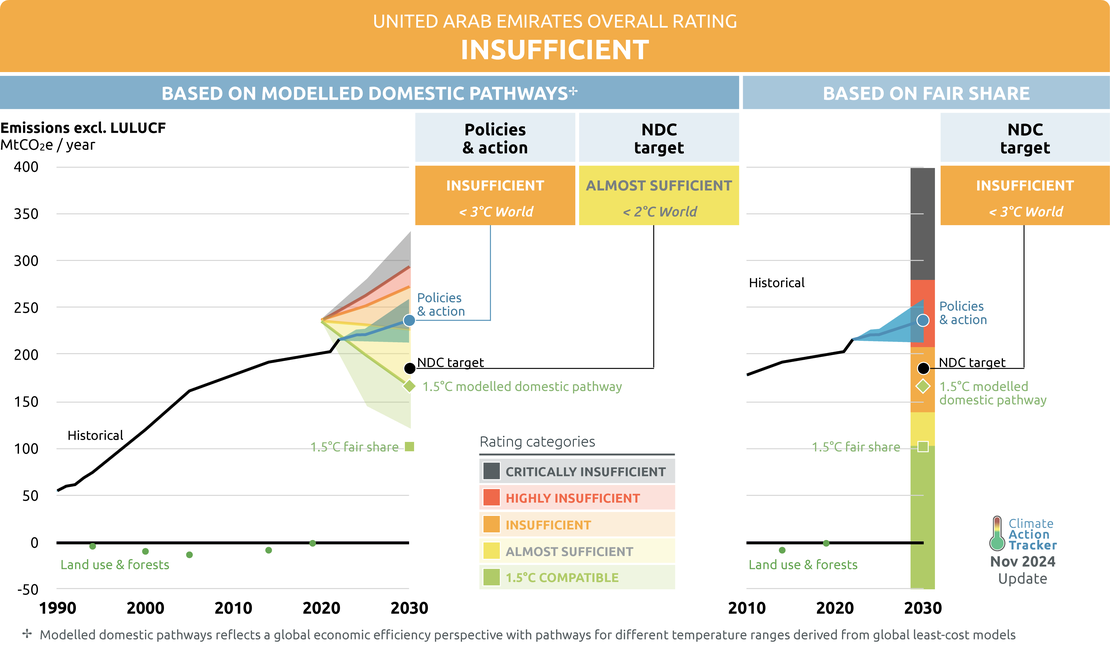 UNITED ARAB EMIRATES OVERALL RATING
INSUFFICIENT
BASED ON MODELLED DOMESTIC PATHWAYS✢
BASED ON FAIR SHARE
Emissions excl. LULUCF
MtCO₂e / year
Policies
& action
NDC
target
NDC
target
INSUFFICIENT
< 3°C World
ALMOST SUFFICIENT
< 2°C World
INSUFFICIENT
< 3°C World
400
350
300
250
200
150
100
50
0
-50
Policies
& action
NDC target
1.5°C modelled domestic pathway
Historical
1.5°C fair share
Land use & forests
1990
2000
2010
2020
2030
Rating categories
CRITICALLY INSUFFICIENT
HIGHLY INSUFFICIENT
INSUFFICIENT
ALMOST SUFFICIENT
1.5°C COMPATIBLE
Historical
Policies
& action
NDC target
1.5°C modelled
domestic pathway
1.5°C fair share
Land use & forests
2010
2020
2030
Climate
Action
Tracker
Nov 2024
Update
✢ Modelled domestic pathways reflects a global economic efficiency perspective with pathways for different temperature ranges derived from global least-cost models